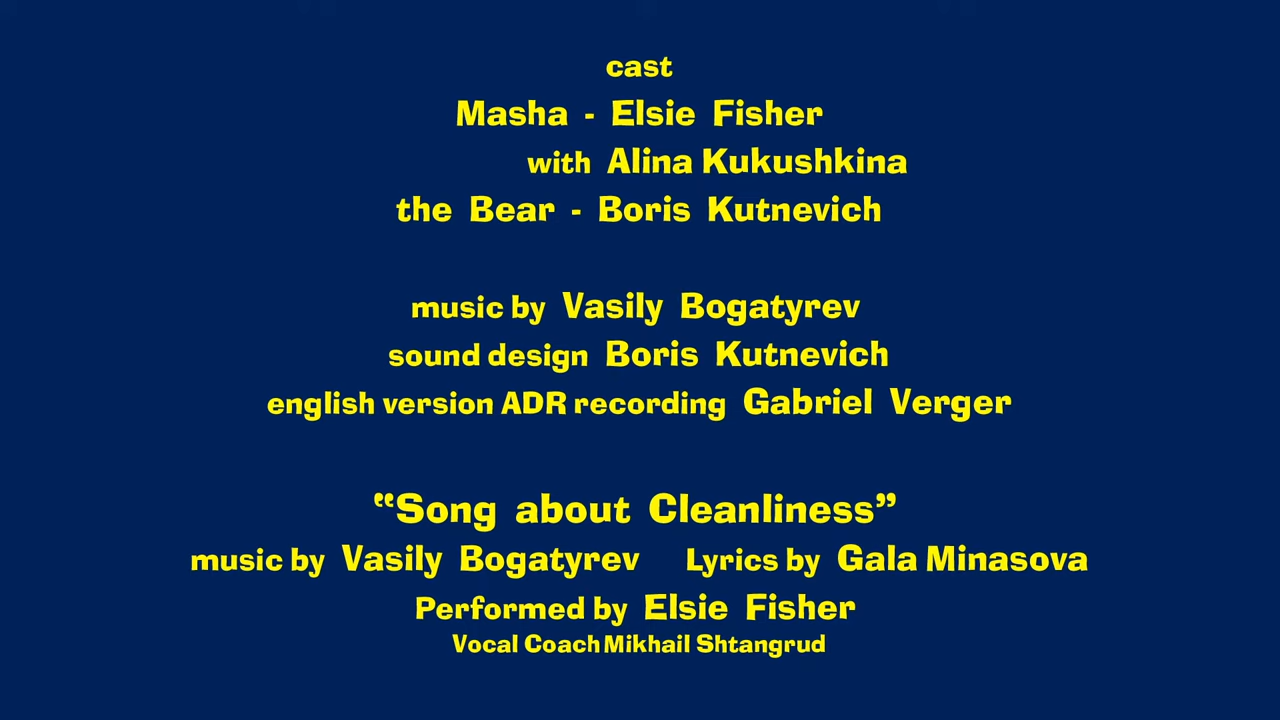 cast
Masha - Elsie Fisher
with Alina Kukushkina
the Bear - Boris Kutnevich
music by Vasily Bogatyrev
sound design Boris Kutnevich
english version ADR recording Gabriel Verger
“Song about Cleanliness”
music by Vasily Bogatyrev Lyrics by Gala Minasova
Performed by Elsie Fisher
Vocal Coach Mikhail Shtangrud